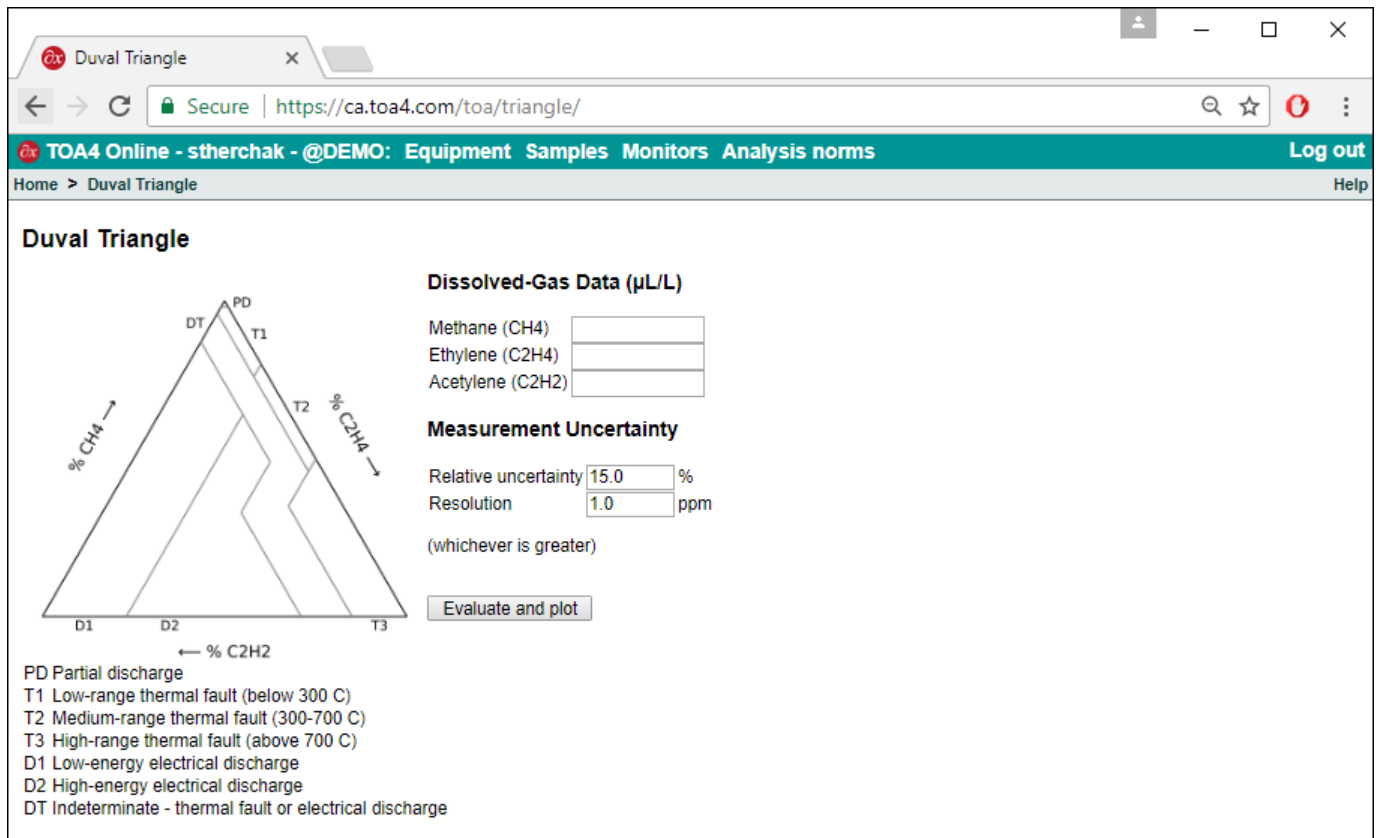 Duval Triangle
Secure | https://ca.toa4.com/toa/triangle/
TOA4 Online - stherchak - @DEMO: Equipment Samples Monitors Analysis norms Log out
Home > Duval Triangle Help
Duval Triangle
PD
DT
T1
T2
% CH4 →
% C2H4 →
D1 D2 T3
← % C2H2
Dissolved-Gas Data (µL/L)
Methane (CH4)
Ethylene (C2H4)
Acetylene (C2H2)
Measurement Uncertainty
Relative uncertainty 15.0 %
Resolution 1.0 ppm
(whichever is greater)
Evaluate and plot
PD Partial discharge
T1 Low-range thermal fault (below 300 C)
T2 Medium-range thermal fault (300-700 C)
T3 High-range thermal fault (above 700 C)
D1 Low-energy electrical discharge
D2 High-energy electrical discharge
DT Indeterminate - thermal fault or electrical discharge